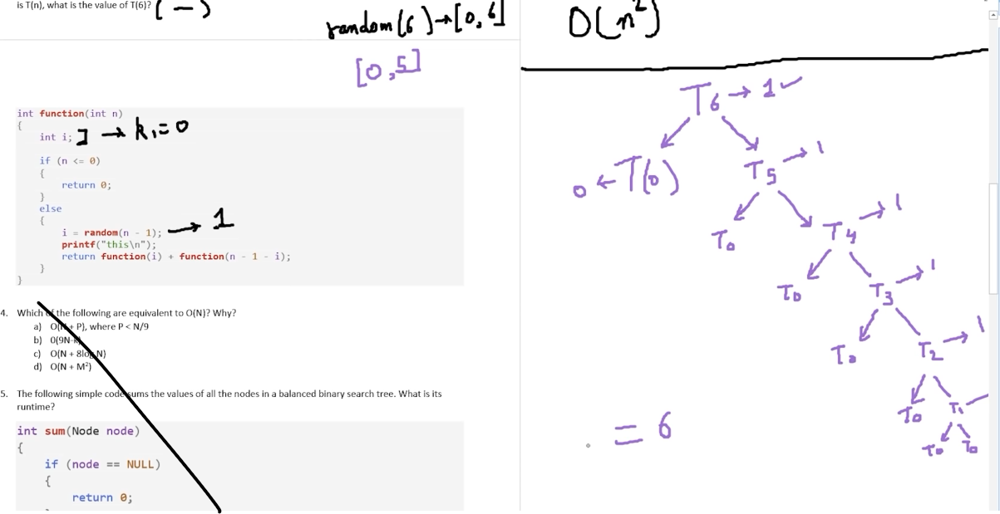 is T(n), what is the value of T(6)?
random(6) → [0, 6]
[0, 5]
int function(int n)
{
int i; ] → k₁ = 0
if (n <= 0)
{
return 0;
}
else
{
i = random(n - 1); → 1
printf("this\n");
return function(i) + function(n - 1 - i);
}
}
4. Which of the following are equivalent to O(N)? Why?
a) O(N + P), where P < N/9
b) O(9N-k)
c) O(N + 8log N)
d) O(N + M²)
5. The following simple code sums the values of all the nodes in a balanced binary search tree. What is its
runtime?
int sum(Node node)
{
if (node == NULL)
{
return 0;
O(n²)
T6 → 1 ✓
0 ← T(0) T5 → 1
T0 T4 → 1
T0 T3 → 1
T0 T2 → 1
T0 T1
T0 T0
= 6